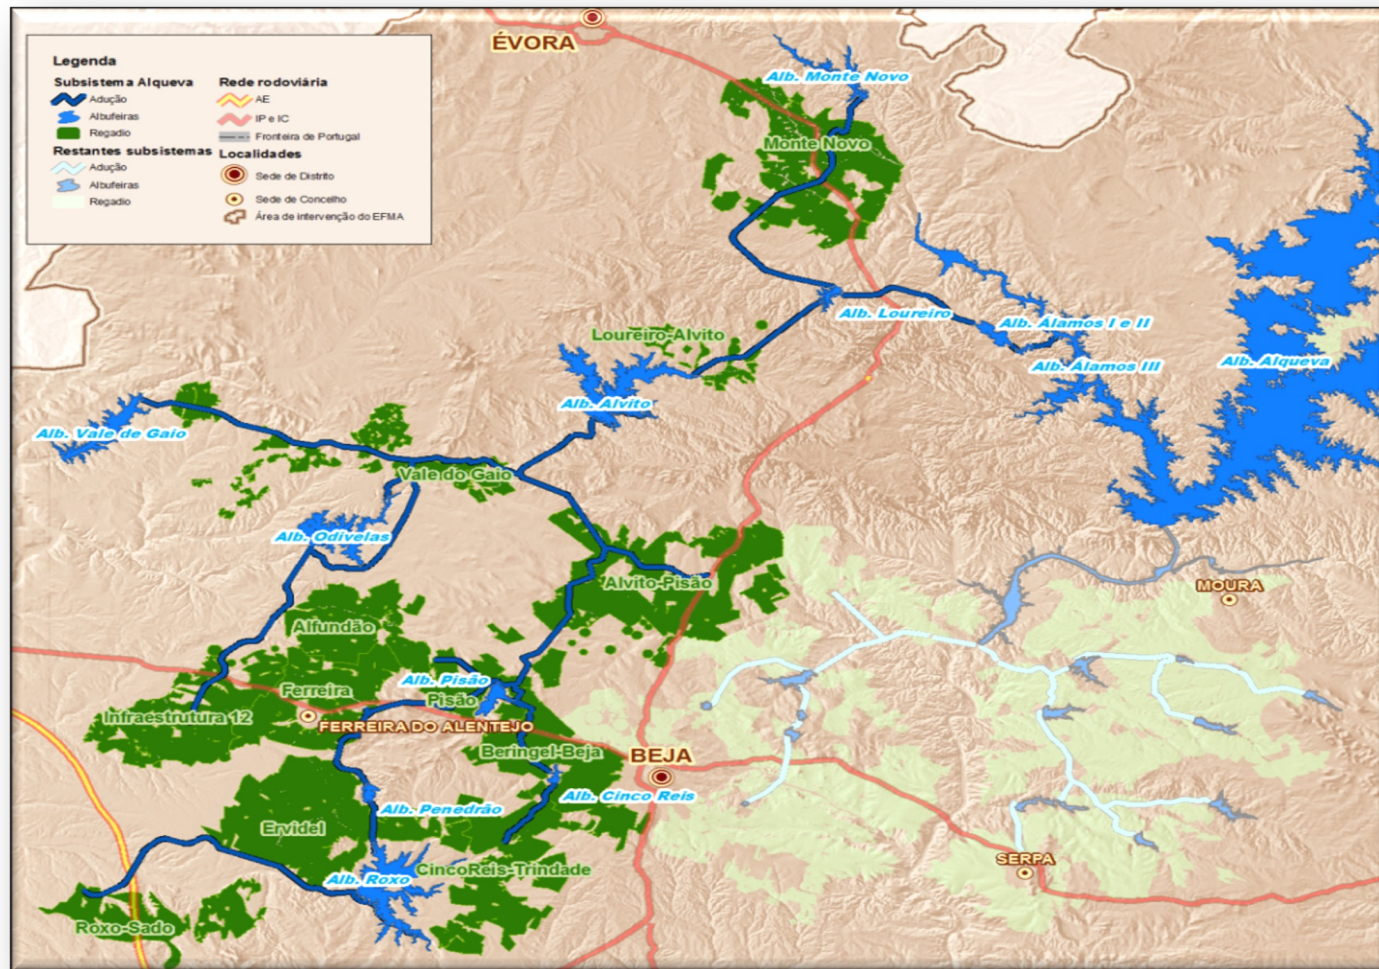 ÉVORA
Legenda
Subsistema Alqueva
Adução
Albufeiras
Regadio
Restantes subsistemas
Adução
Albufeiras
Regadio
Rede rodoviária
AE
IP e IC
Fronteira de Portugal
Localidades
Sede de Distrito
Sede de Concelho
Área de intervenção do EFMA
Alb. Monte Novo
Monte Novo
Alb. Loureiro
Alb. Álamos I e II
Loureiro-Alvito
Alb. Álamos III
Alb. Alqueva
Alb. Alvito
Alb. Vale de Gaio
Vale do Gaio
Alb. Odivelas
Alvito-Pisão
MOURA
Alfundão
Alb. Pisão
Ferreira
Pisão
Infraestrutura 12
FERREIRA DO ALENTEJO
Beringel-Beja
BEJA
Alb. Cinco Reis
Alb. Penedrão
Ervidel
SERPA
CincoReis-Trindade
Alb. Roxo
Roxo-Sado